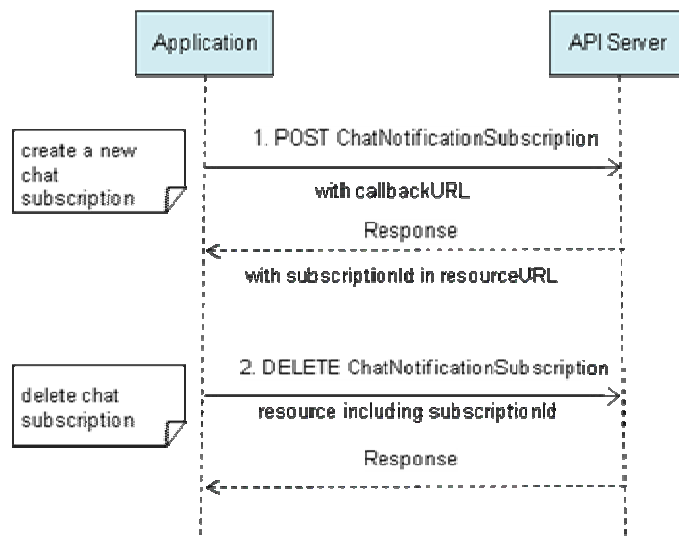 Application
API Server
create a new
chat
subscription
1. POST ChatNotificationSubscription
with callbackURL
Response
with subscriptionId in resourceURL
delete chat
subscription
2. DELETE ChatNotificationSubscription
resource including subscriptionId
Response